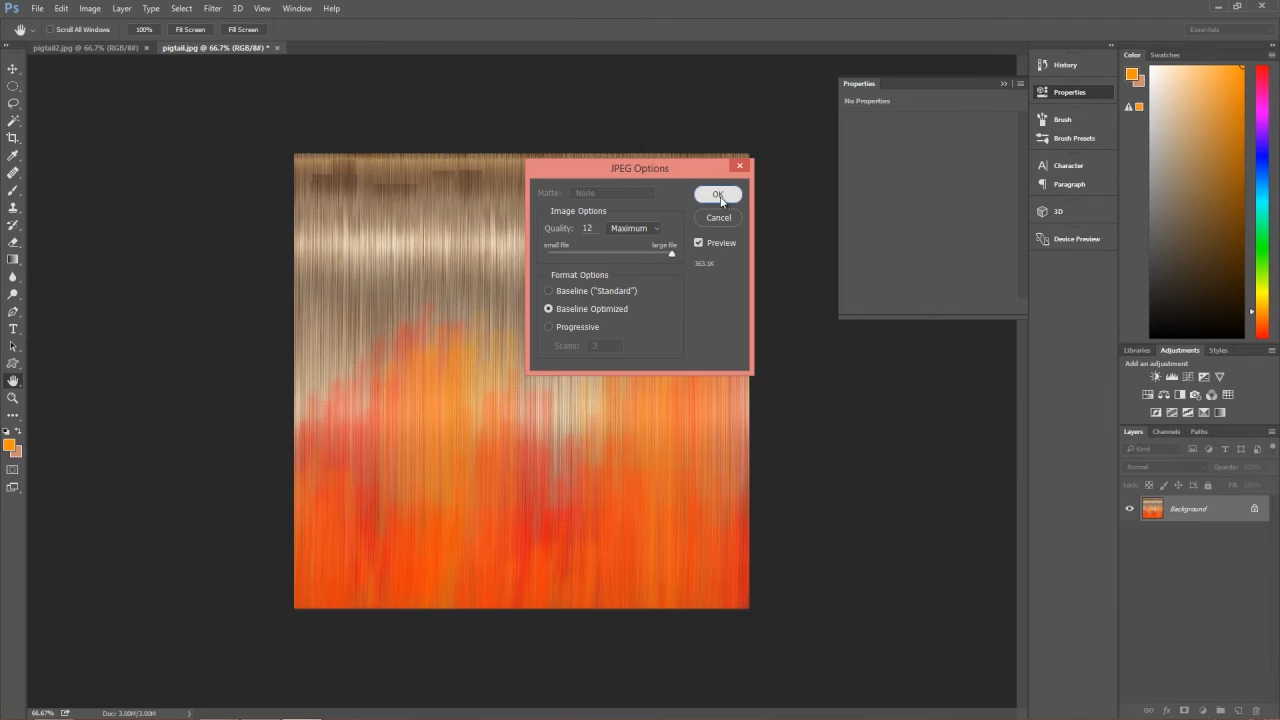 Ps File Edit Image Layer Type Select Filter 3D View Window Help
Scroll All Windows 100% Fit Screen Fill Screen Essentials
pigtail2.jpg @ 66.7% (RGB/8#) × pigtail.jpg @ 66.7% (RGB/8#) * ×
Properties
No Properties
History
Properties
Brush
Brush Presets
Character
Paragraph
3D
Device Preview
Color Swatches
JPEG Options
Matte: None
OK
Cancel
Preview
363.1K
Image Options
Quality: 12 Maximum
small file large file
Format Options
Baseline (“Standard”)
Baseline Optimized
Progressive
Scans: 3
Libraries Adjustments Styles
Add an adjustment
Layers Channels Paths
Kind
Normal Opacity: 100%
Lock: Fill: 100%
Background
66.67% Doc: 3.00M/3.00M